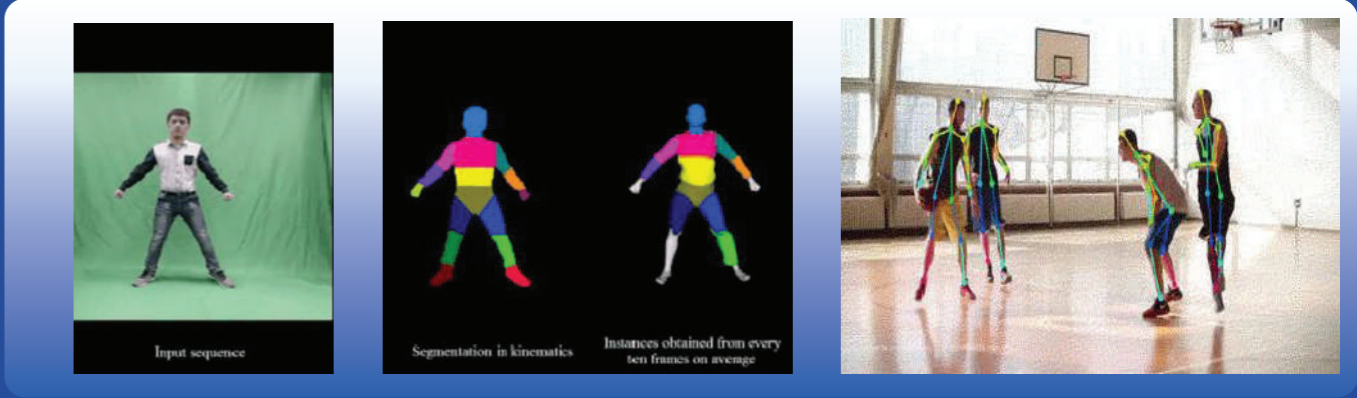 Input sequence
Segmentation in kinematics
Instances obtained from every
ten frames on average